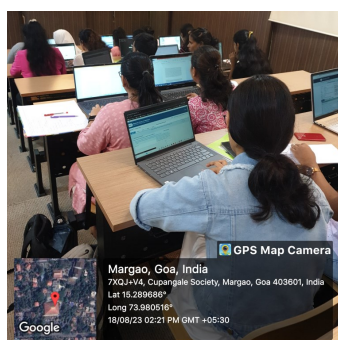 GPS Map Camera
Margao, Goa, India
7XQJ+V4, Cupangale Society, Margao, Goa 403601, India
Lat 15.289686°
Long 73.980516°
18/08/23 02:21 PM GMT +05:30
Google